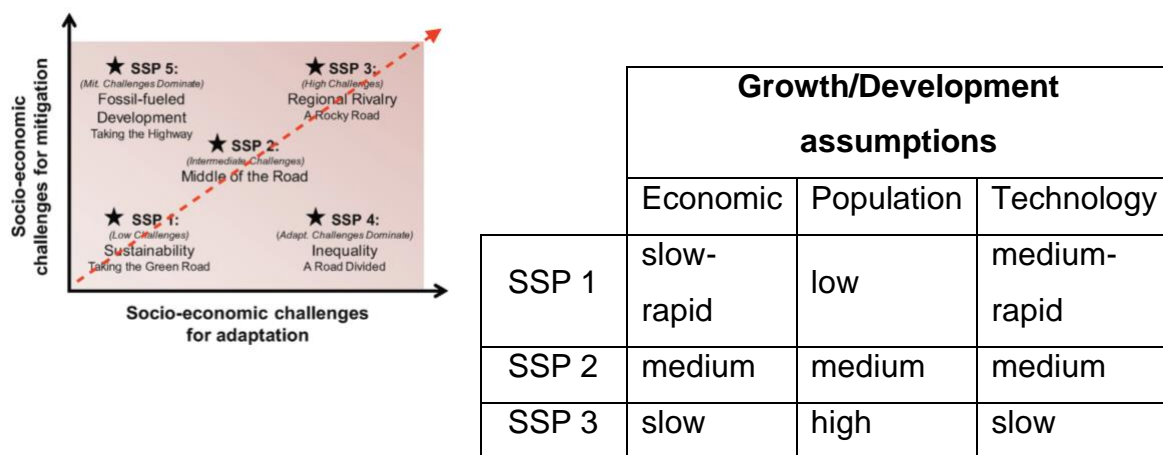 Socio-economic
challenges for mitigation
★ SSP 5:
(Mit. Challenges Dominate)
Fossil-fueled
Development
Taking the Highway
★ SSP 3:
(High Challenges)
Regional Rivalry
A Rocky Road
★ SSP 2:
(Intermediate Challenges)
Middle of the Road
★ SSP 1:
(Low Challenges)
Sustainability
Taking the Green Road
★ SSP 4:
(Adapt. Challenges Dominate)
Inequality
A Road Divided
Socio-economic challenges
for adaptation
Growth/Development
assumptions
Economic Population Technology
SSP 1 slow-rapid low medium-rapid
SSP 2 medium medium medium
SSP 3 slow high slow